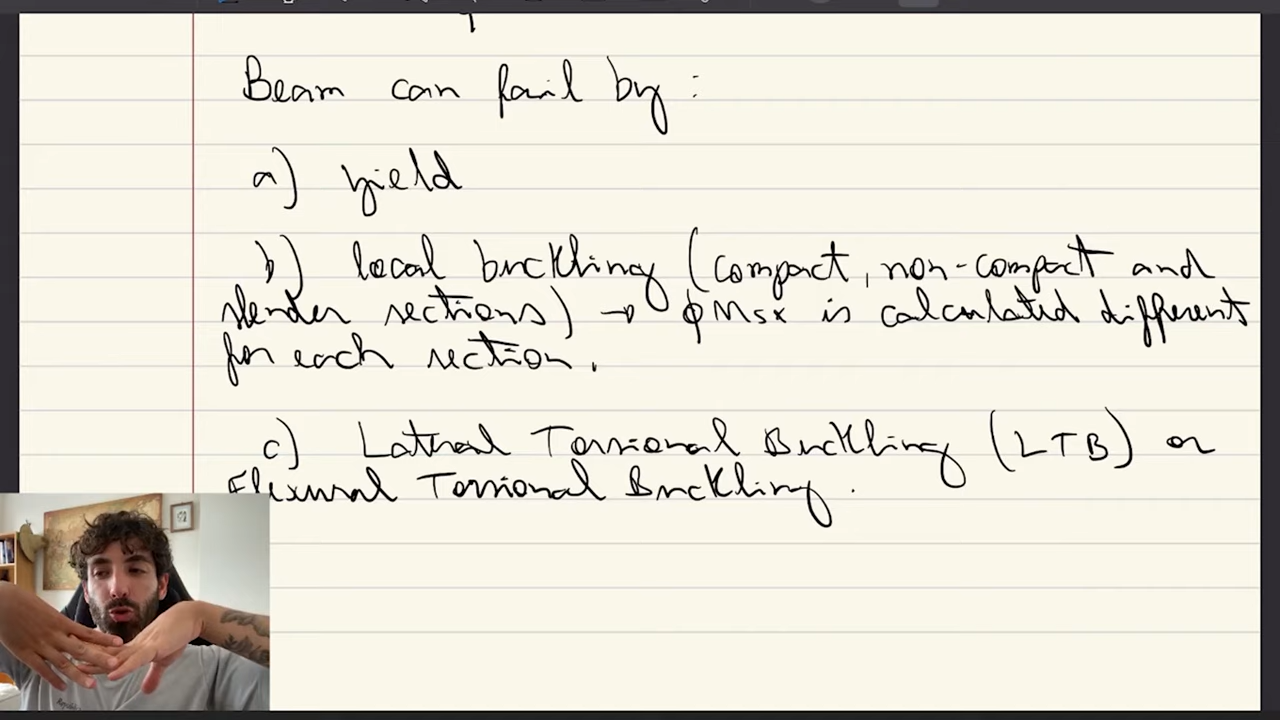 Beam can fail by:
a) yield
b) local buckling (compact, non-compact and
slender sections) → ϕMsx is calculated different
for each section.
c) Lateral Torsional Buckling (LTB) or
Flexural Torsional Buckling.